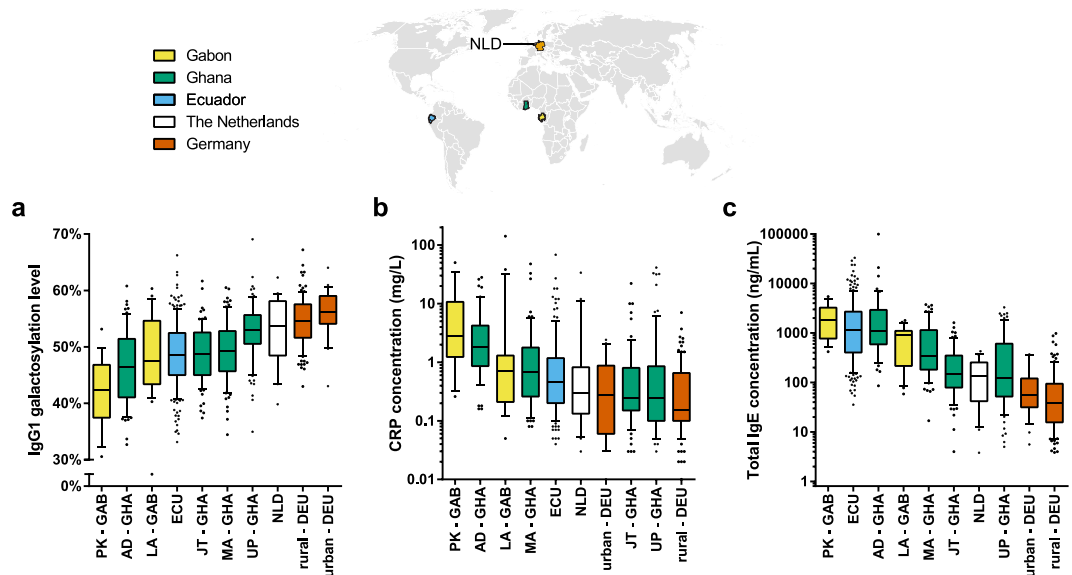 NLD
Gabon
Ghana
Ecuador
The Netherlands
Germany
a
IgG1 galactosylation level
70%
60%
50%
40%
30%
0%
PK - GAB
AD - GHA
LA - GAB
ECU
JT - GHA
MA - GHA
UP - GHA
NLD
rural - DEU
urban - DEU
b
CRP concentration (mg/L)
100
10
1
0.1
0.01
PK - GAB
AD - GHA
LA - GAB
MA - GHA
ECU
NLD
urban - DEU
JT - GHA
UP - GHA
rural - DEU
c
Total IgE concentration (ng/mL)
100000
10000
1000
100
10
1
PK - GAB
ECU
AD - GHA
LA - GAB
MA - GHA
JT - GHA
NLD
UP - GHA
urban - DEU
rural - DEU